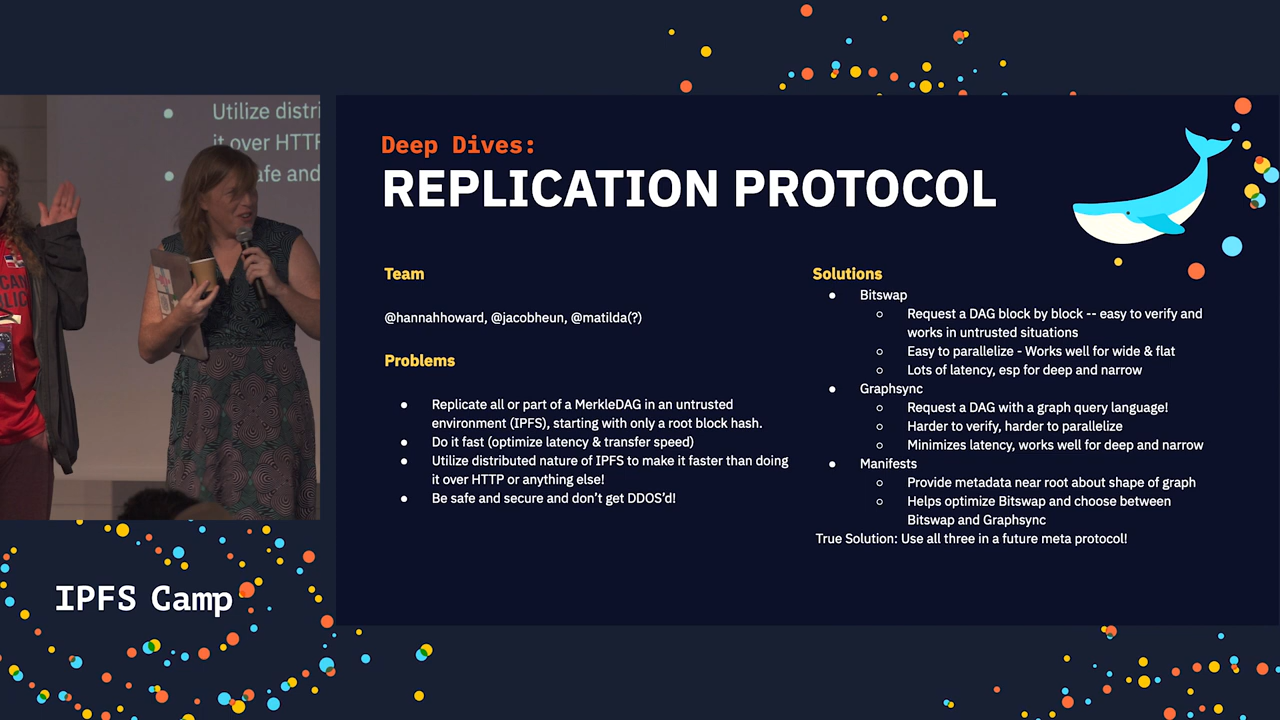 Utilize distri
it over HTTP
afe and
Deep Dives:
REPLICATION PROTOCOL
Team
@hannahhoward, @jacobheun, @matilda(?)
Problems
● Replicate all or part of a MerkleDAG in an untrusted
environment (IPFS), starting with only a root block hash.
● Do it fast (optimize latency & transfer speed)
● Utilize distributed nature of IPFS to make it faster than doing
it over HTTP or anything else!
● Be safe and secure and don’t get DDOS’d!
Solutions
● Bitswap
○ Request a DAG block by block -- easy to verify and
works in untrusted situations
○ Easy to parallelize - Works well for wide & flat
○ Lots of latency, esp for deep and narrow
● Graphsync
○ Request a DAG with a graph query language!
○ Harder to verify, harder to parallelize
○ Minimizes latency, works well for deep and narrow
● Manifests
○ Provide metadata near root about shape of graph
○ Helps optimize Bitswap and choose between
Bitswap and Graphsync
True Solution: Use all three in a future meta protocol!
IPFS Camp